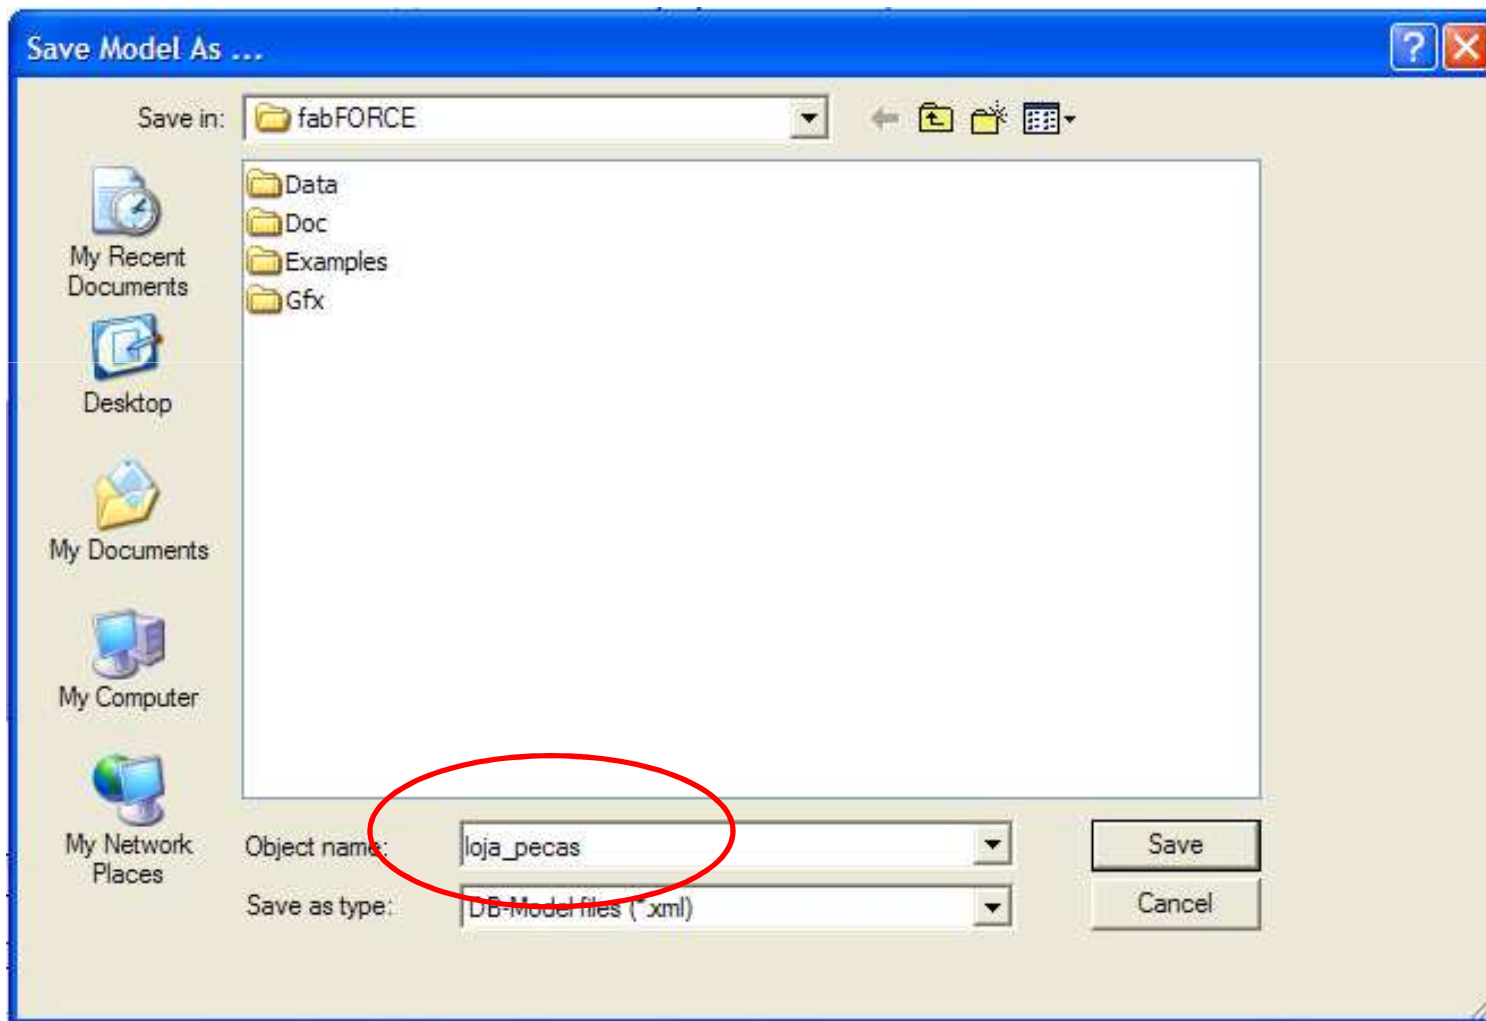 Save Model As ...
Save in:
fabFORCE
Data
Doc
Examples
Gfx
My Recent
Documents
Desktop
My Documents
My Computer
My Network
Places
Object name:
loja_pecas
Save
Save as type:
DB-Model files (*.xml)
Cancel